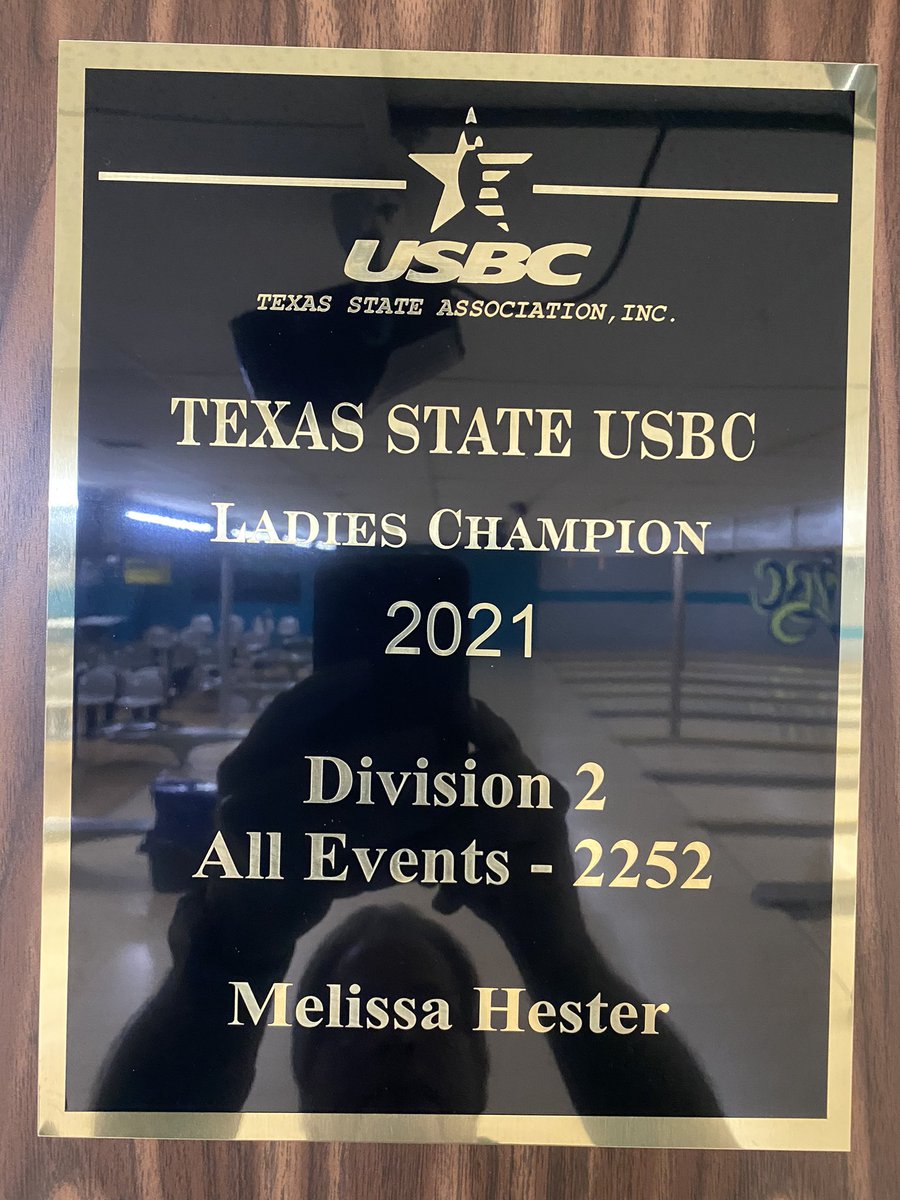 USBC
TEXAS STATE ASSOCIATION, INC.
TEXAS STATE USBC
LADIES CHAMPION
2021
Division 2
All Events - 2252
Melissa Hester